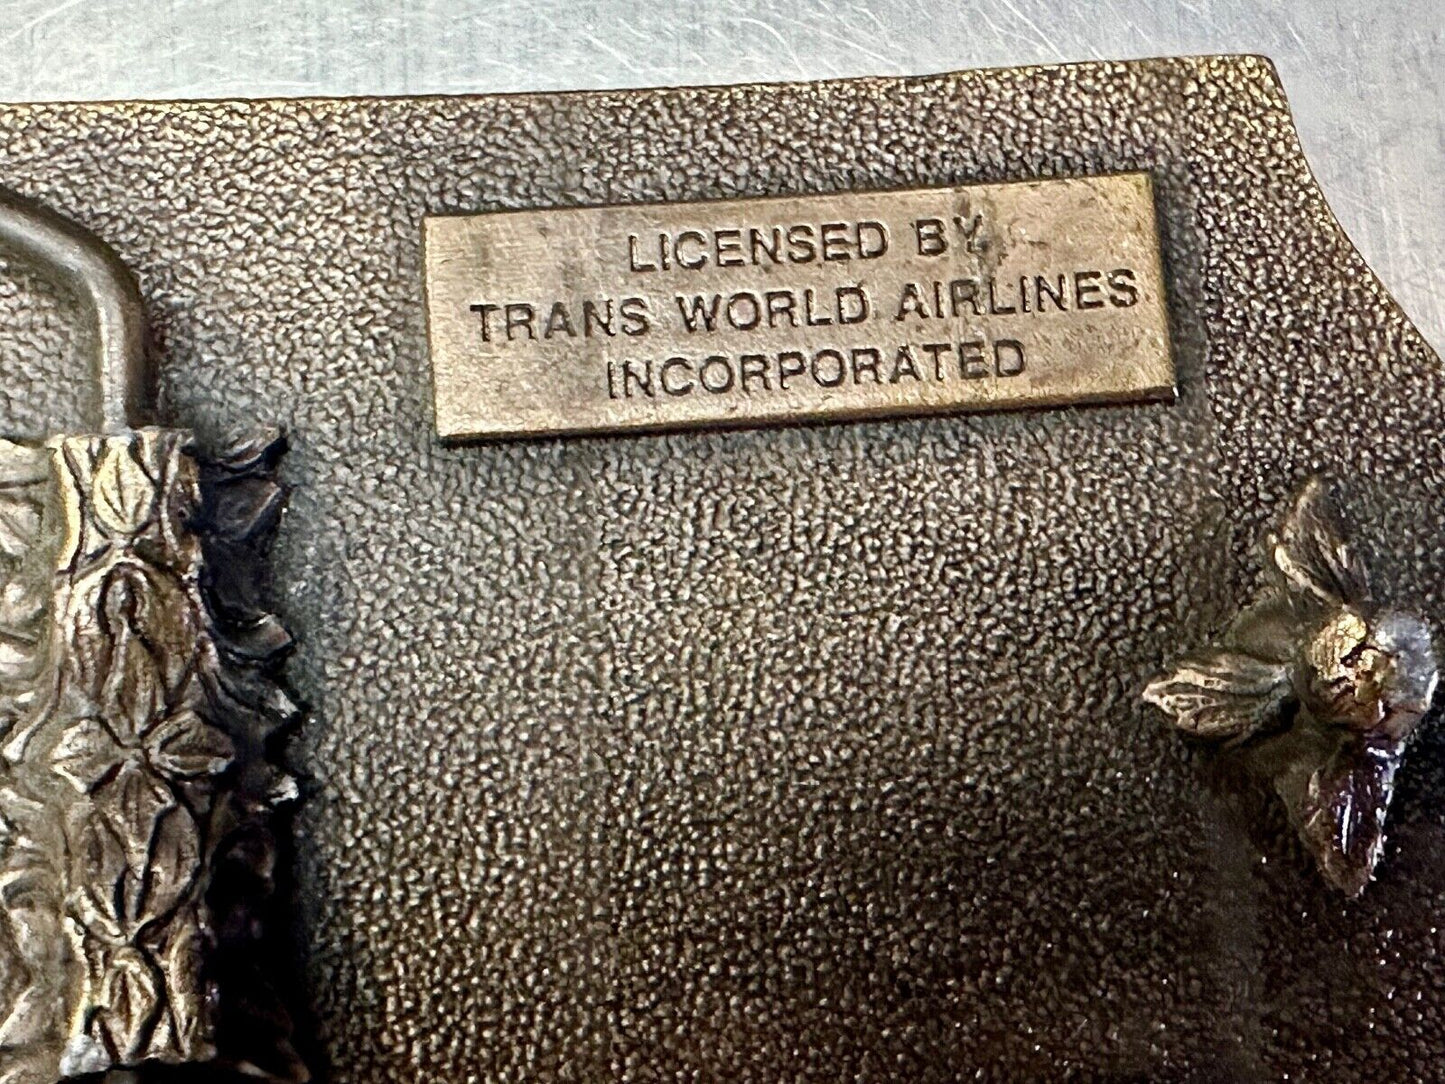 LICENSED BY
TRANS WORLD AIRLINES
INCORPORATED